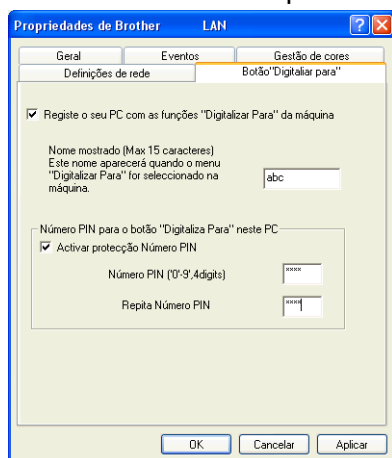 Propriedades de Brother LAN
Geral Eventos Gestão de cores
Definições de rede Botão"Digitaliar para"
Registe o seu PC com as funções "Digitalizar Para" da máquina
Nome mostrado (Max 15 caracteres)
Este nome aparecerá quando o menu
"Digitalizar Para" for seleccionado na
máquina.
abc
Número PIN para o botão "Digitaliza Para" neste PC
Activar protecção Número PIN
Número PIN ('0'-9',4digits) ****
Repita Número PIN ****
OK Cancelar Aplicar